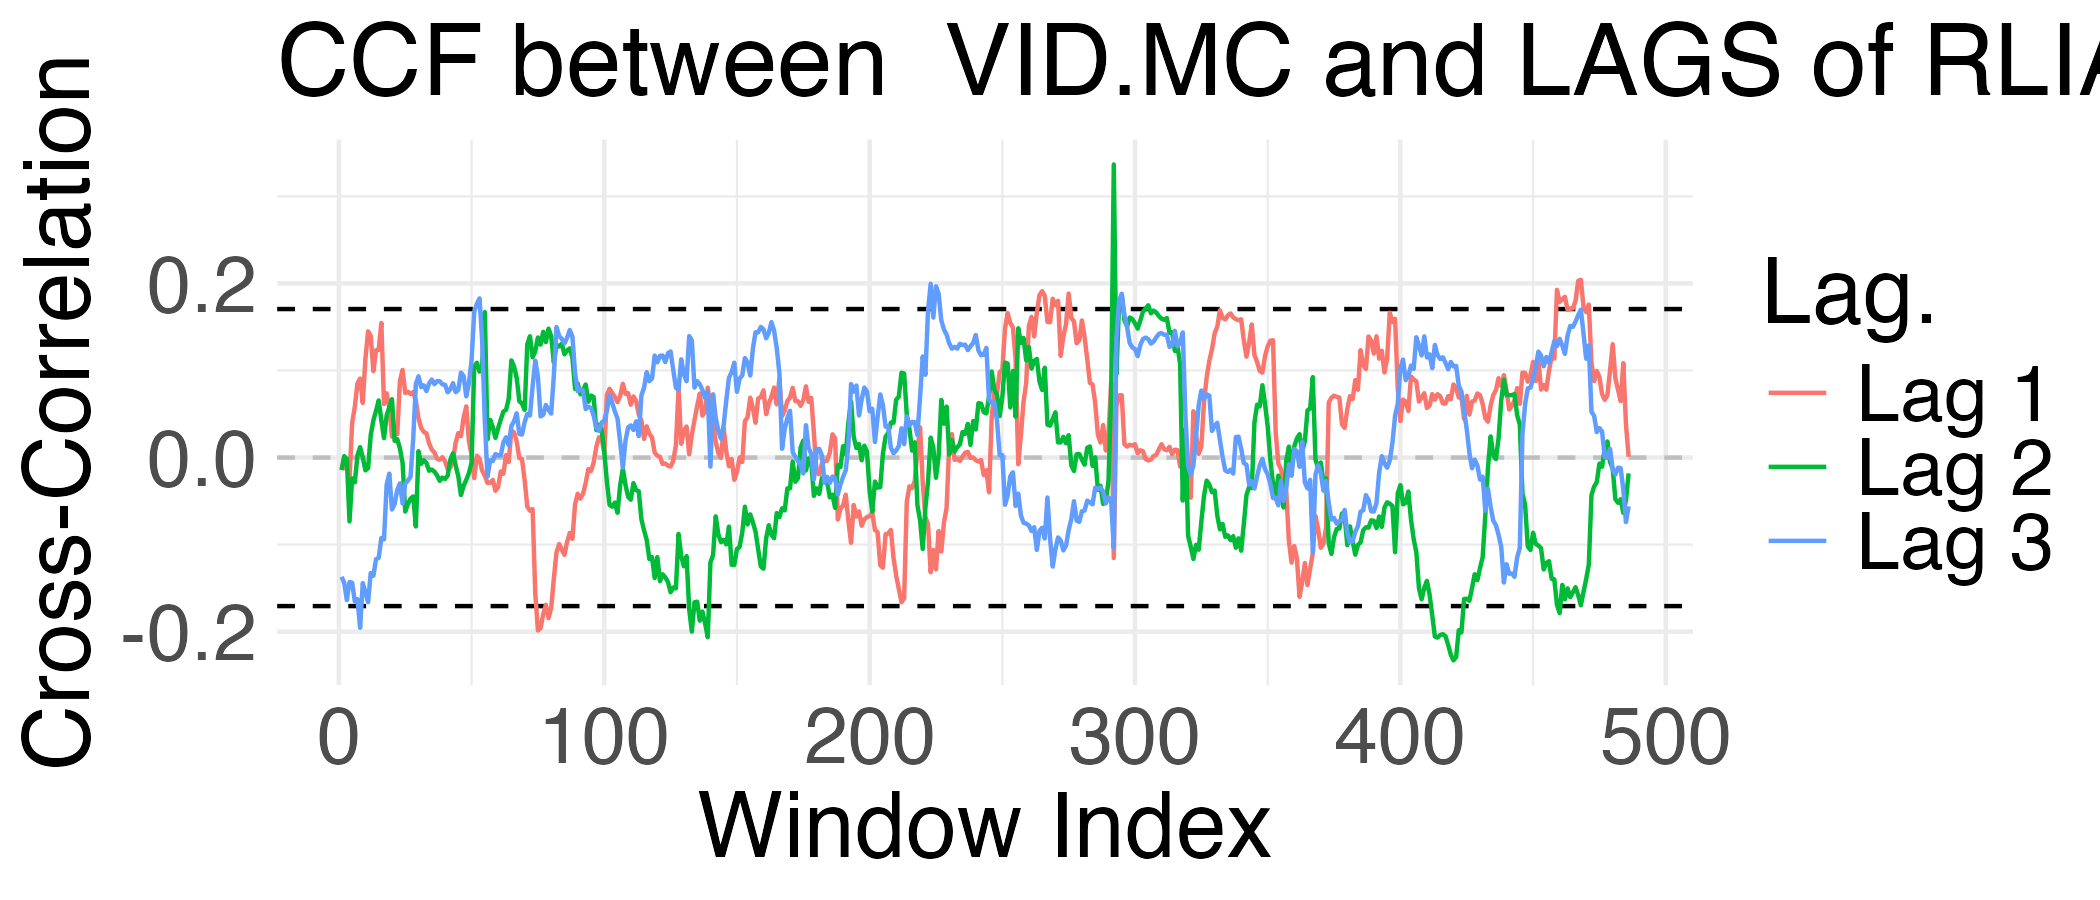 CCF between  VID.MC and LAGS of RLI
Cross-Correlation
0.2
0.0
-0.2
0
100
200
300
400
500
Window Index
Lag.
Lag 1
Lag 2
Lag 3